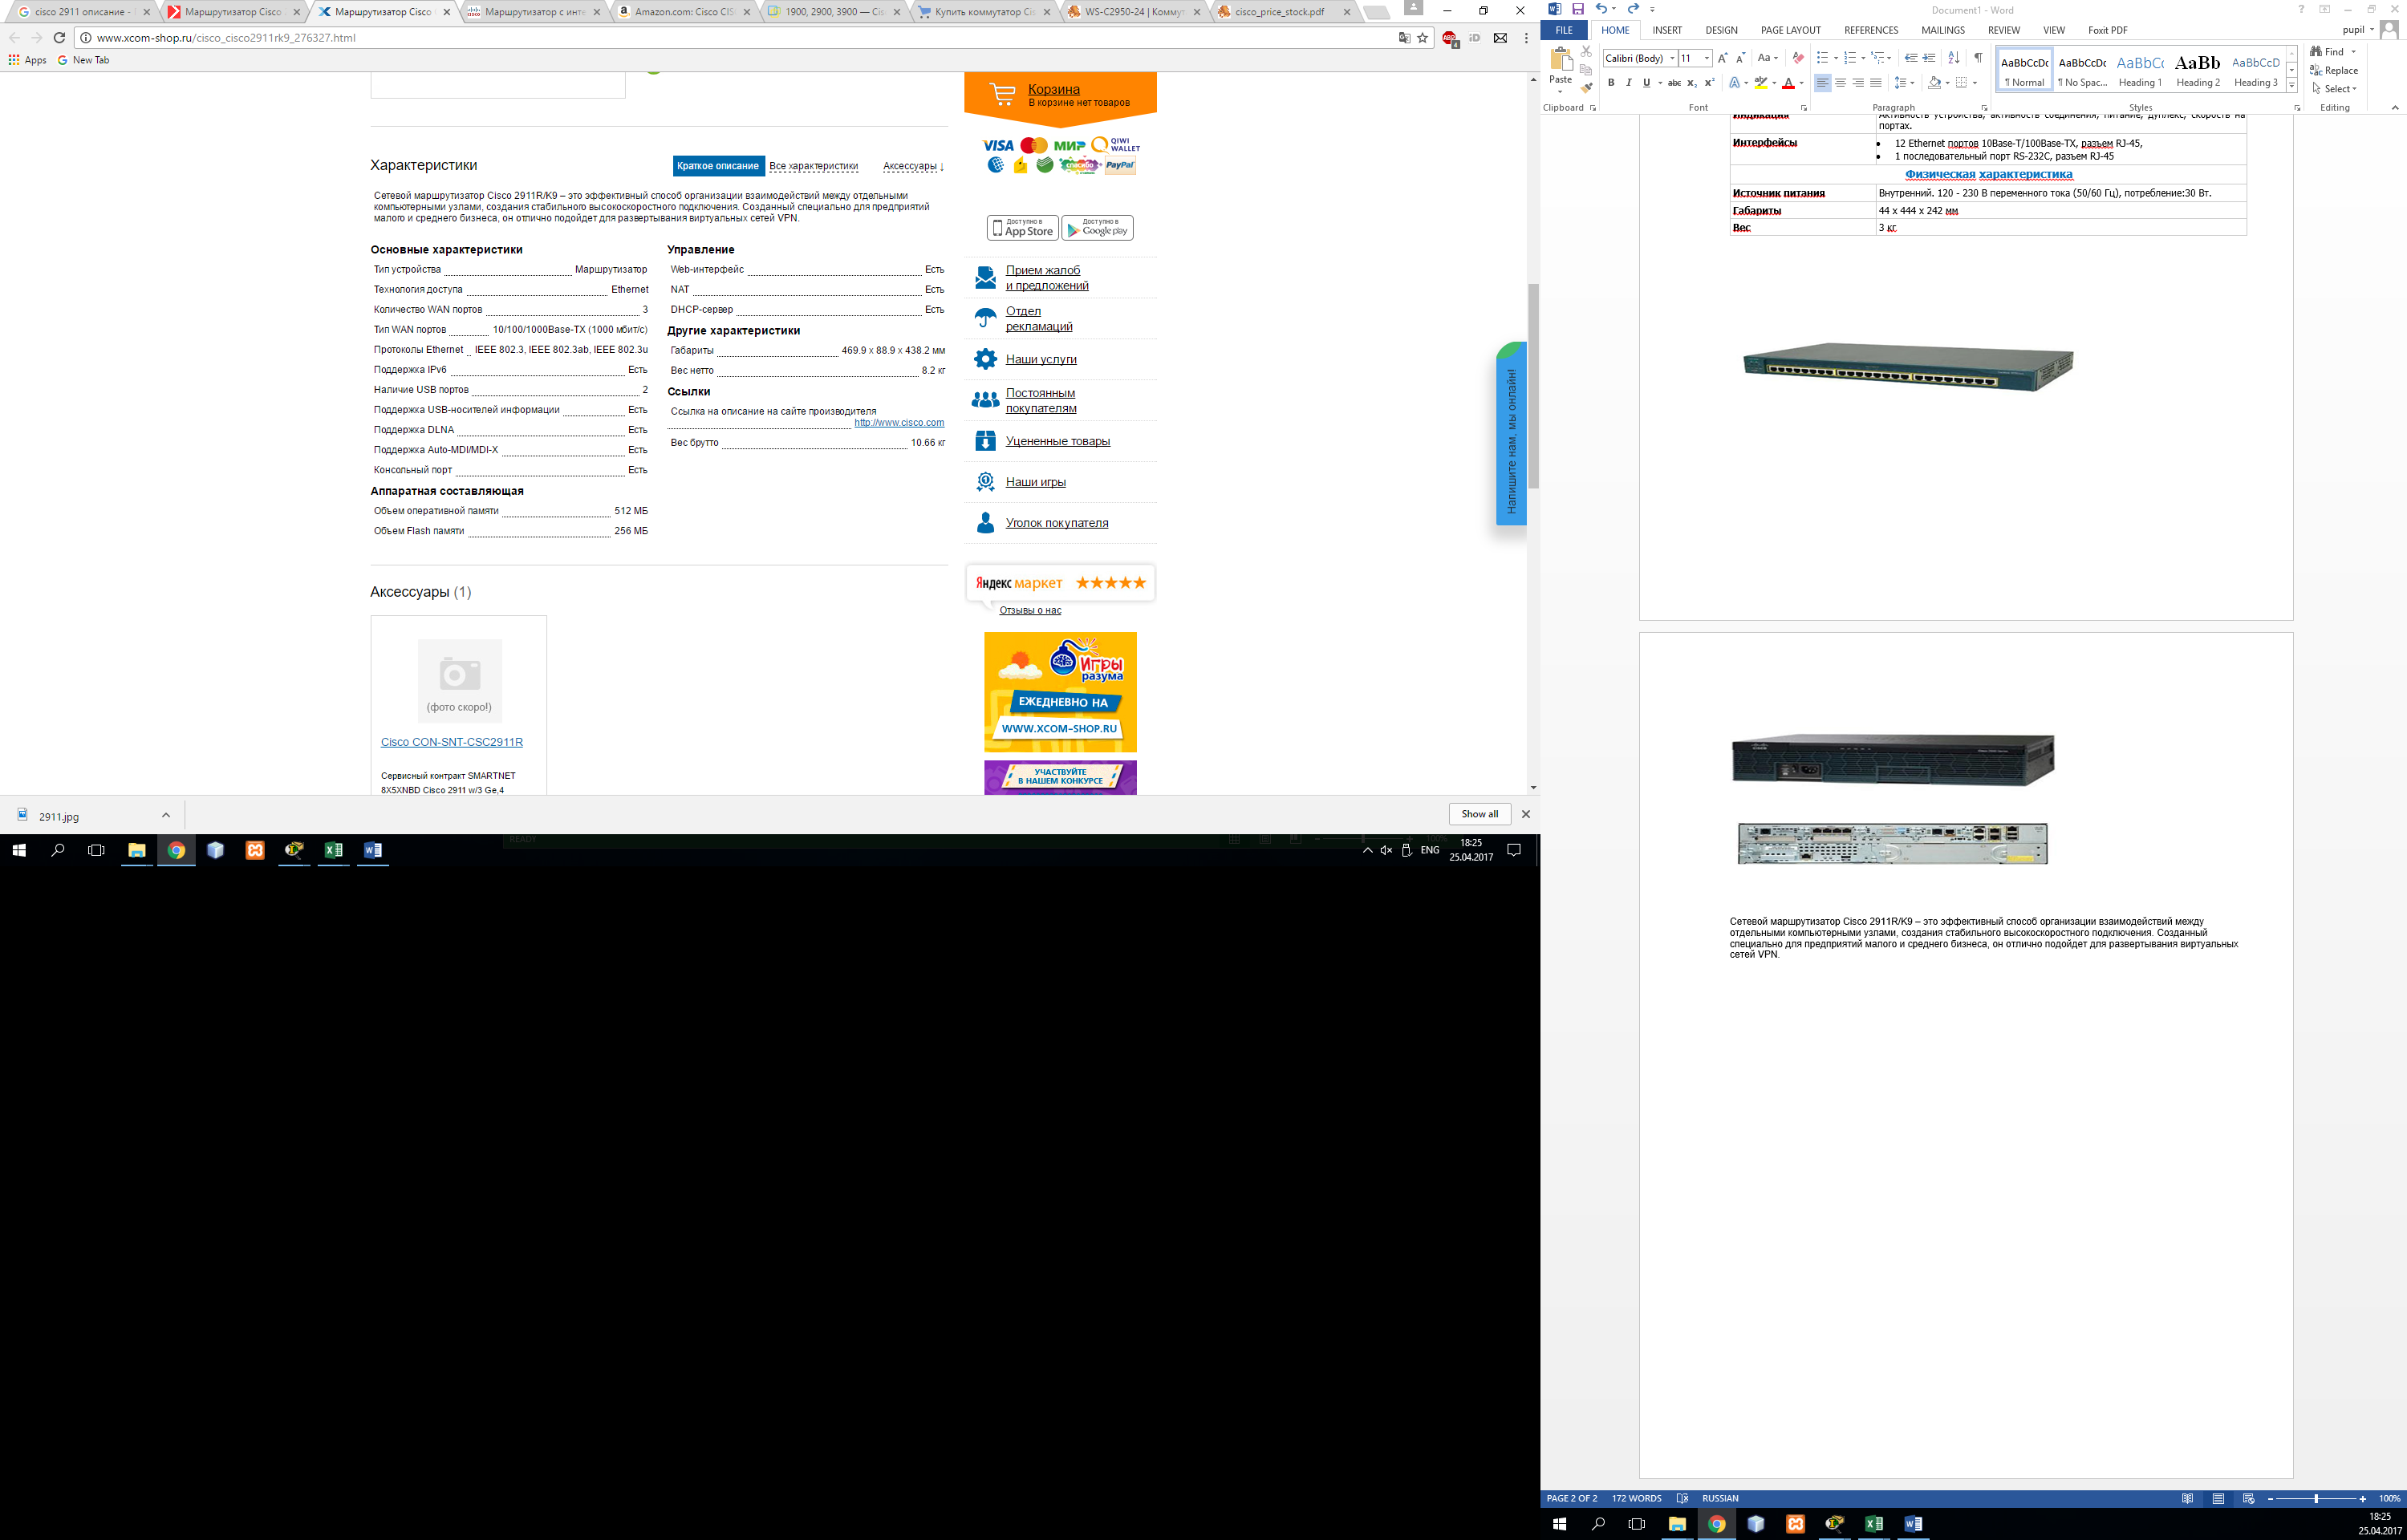 cisco 2911 описание -
Маршрутизатор Cisco
Маршрутизатор Cisco
Маршрутизатор с инте
Amazon.com: Cisco CIS
1900, 2900, 3900 — Cis
Купить коммутатор Cis
WS-C2950-24 | Коммут
cisco_price_stock.pdf
www.xcom-shop.ru/cisco_cisco2911rk9_276327.html
Apps
New Tab
Корзина
В корзине нет товаров
VISA
МИР
QIWI
WALLET
спасибо
PayPal
Доступно в
App Store
Доступно в
Google play
Характеристики
Краткое описание
Все характеристики
Аксессуары ↓
Сетевой маршрутизатор Cisco 2911R/K9 – это эффективный способ организации взаимодействий между отдельными
компьютерными узлами, создания стабильного высокоскоростного подключения. Созданный специально для предприятий
малого и среднего бизнеса, он отлично подойдет для развертывания виртуальных сетей VPN.
Основные характеристики
Тип устройства Маршрутизатор
Технология доступа Ethernet
Количество WAN портов 3
Тип WAN портов 10/100/1000Base-TX (1000 мбит/с)
Протоколы Ethernet IEEE 802.3, IEEE 802.3ab, IEEE 802.3u
Поддержка IPv6 Есть
Наличие USB портов 2
Поддержка USB-носителей информации Есть
Поддержка DLNA Есть
Поддержка Auto-MDI/MDI-X Есть
Консольный порт Есть
Аппаратная составляющая
Объем оперативной памяти 512 МБ
Объем Flash памяти 256 МБ
Управление
Web-интерфейс Есть
NAT Есть
DHCP-сервер Есть
Другие характеристики
Габариты 469.9 x 88.9 x 438.2 мм
Вес нетто 8.2 кг
Ссылки
Ссылка на описание на сайте производителя
http://www.cisco.com
Вес брутто 10.66 кг
Прием жалоб
и предложений
Отдел
рекламаций
Наши услуги
Постоянным
покупателям
Уцененные товары
Наши игры
Уголок покупателя
Напишите нам, мы онлайн!
Яндекс маркет
Отзывы о нас
Игры
разума
ЕЖЕДНЕВНО НА
WWW.XCOM-SHOP.RU
УЧАСТВУЙТЕ
В НАШЕМ КОНКУРСЕ
Аксессуары (1)
(фото скоро!)
Cisco CON-SNT-CSC2911R
Сервисный контракт SMARTNET
8X5XNBD Cisco 2911 w/3 Ge,4
2911.jpg
Show all
READY
100%
ENG
18:25
25.04.2017
Document1 - Word
FILE
HOME
INSERT
DESIGN
PAGE LAYOUT
REFERENCES
MAILINGS
REVIEW
VIEW
Foxit PDF
pupil
Paste
Calibri (Body)
11
AaBbCcDc
¶ Normal
AaBbCcDc
¶ No Spac...
AaBbCc
Heading 1
AaBb
Heading 2
AaBbCcD
Heading 3
Find
Replace
Select
Clipboard
Font
Paragraph
Styles
Editing
Индикация
Активность устройства, активность соединения, питание, дуплекс, скорость на
портах.
Интерфейсы
• 12 Ethernet портов 10Base-T/100Base-TX, разъем RJ-45,
• 1 последовательный порт RS-232C, разъем RJ-45
Физическая характеристика
Источник питания Внутренний. 120 - 230 В переменного тока (50/60 Гц), потребление:30 Вт.
Габариты 44 x 444 x 242 мм
Вес 3 кг
Сетевой маршрутизатор Cisco 2911R/K9 – это эффективный способ организации взаимодействий между
отдельными компьютерными узлами, создания стабильного высокоскоростного подключения. Созданный
специально для предприятий малого и среднего бизнеса, он отлично подойдет для развертывания виртуальных
сетей VPN.
PAGE 2 OF 2
172 WORDS
RUSSIAN
100%
18:25
25.04.2017